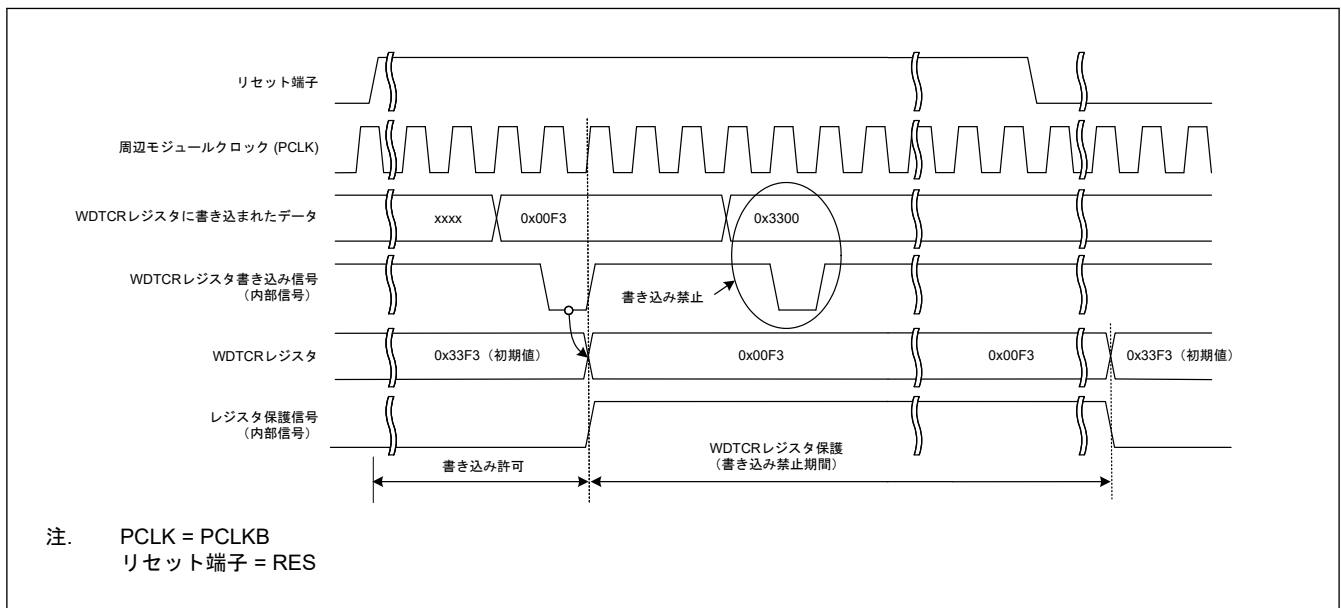 リセット端子
周辺モジュールクロック (PCLK)
WDTCRレジスタに書き込まれたデータ
xxxx
0x00F3
0x3300
WDTCRレジスタ書き込み信号
(内部信号)
書き込み禁止
WDTCRレジスタ
0x33F3(初期値)
0x00F3
0x00F3
0x33F3(初期値)
レジスタ保護信号
(内部信号)
書き込み許可
WDTCRレジスタ保護
(書き込み禁止期間)
注. PCLK = PCLKB
リセット端子 = RES